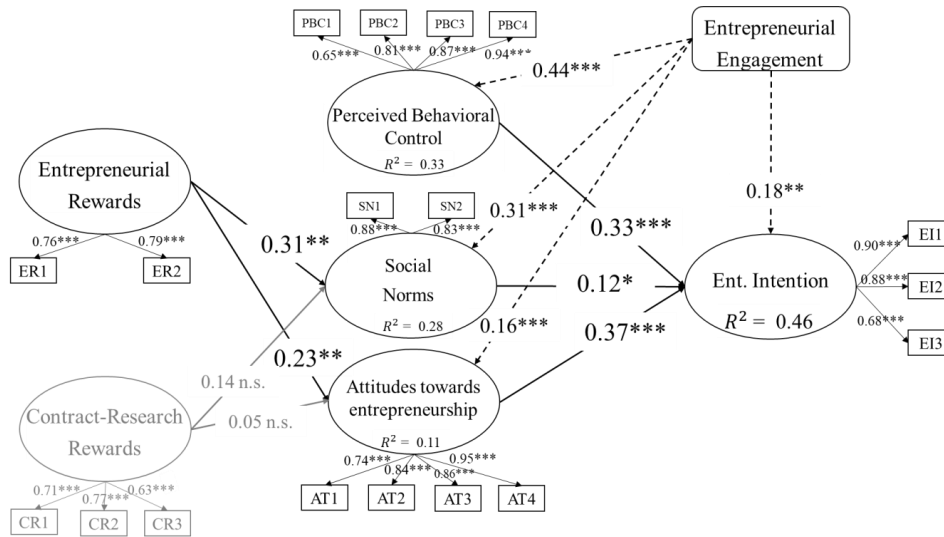 PBC1 PBC2 PBC3 PBC4
0.65*** 0.81*** 0.87*** 0.94***
Entrepreneurial
Engagement
0.44***
Perceived Behavioral
Control
R² = 0.33
Entrepreneurial
Rewards
0.76*** 0.79***
ER1 ER2
0.18**
SN1 SN2
0.88*** 0.83***
0.31***
0.33***
0.31**
Social
Norms
R² = 0.28
0.12*
Ent. Intention
R² = 0.46
0.90*** EI1
0.88*** EI2
0.68*** EI3
0.16***
0.37***
0.23**
0.14 n.s.
0.05 n.s.
Attitudes towards
entrepreneurship
R² = 0.11
Contract-Research
Rewards
0.74*** 0.84*** 0.86*** 0.95***
AT1 AT2 AT3 AT4
0.71*** 0.77*** 0.63***
CR1 CR2 CR3